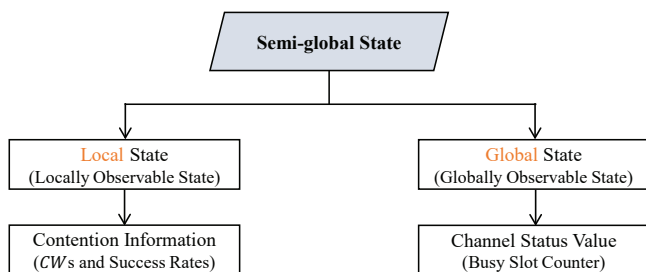 Semi-global State
Local State
(Locally Observable State)
Global State
(Globally Observable State)
Contention Information
(CWs and Success Rates)
Channel Status Value
(Busy Slot Counter)